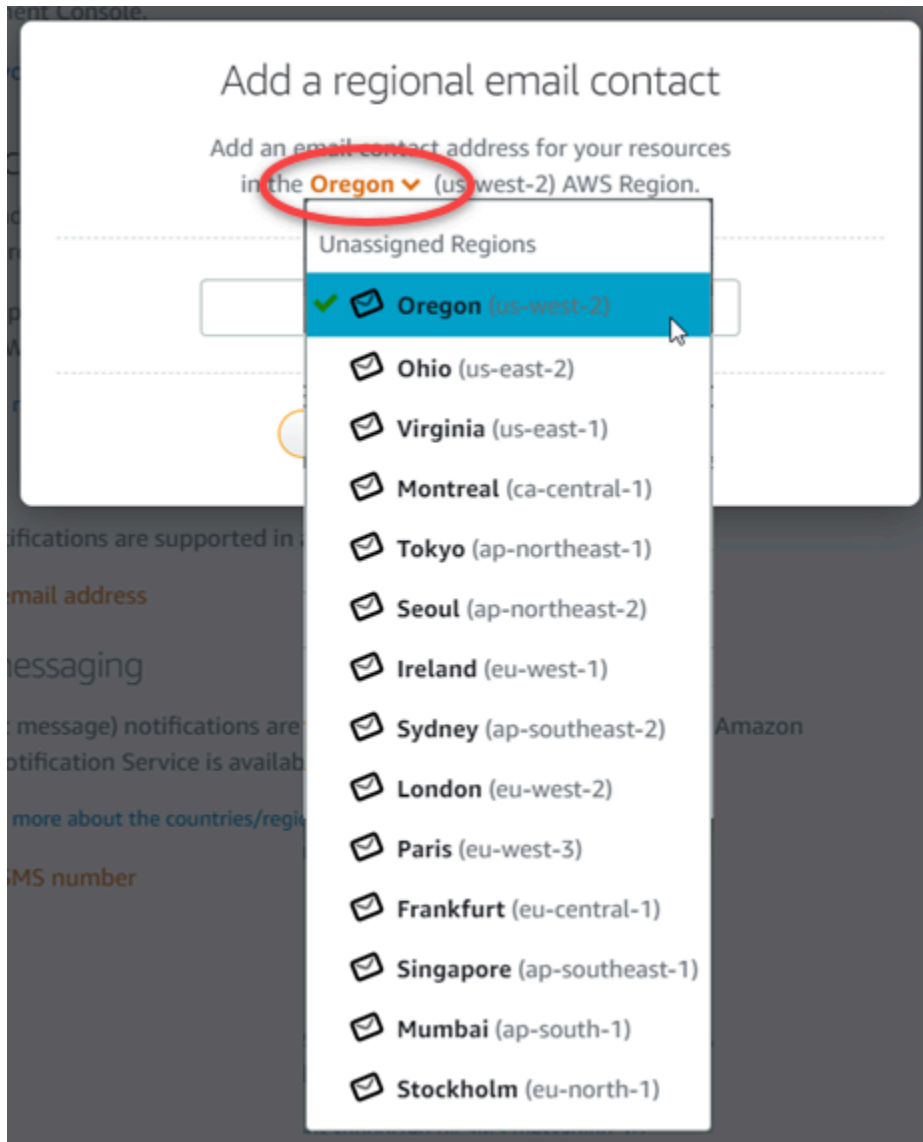 ent Console.
Add a regional email contact
Add an email contact address for your resources
in the Oregon (us-west-2) AWS Region.
Unassigned Regions
Oregon (us-west-2)
Ohio (us-east-2)
Virginia (us-east-1)
Montreal (ca-central-1)
Tokyo (ap-northeast-1)
Seoul (ap-northeast-2)
Ireland (eu-west-1)
Sydney (ap-southeast-2)
London (eu-west-2)
Paris (eu-west-3)
Frankfurt (eu-central-1)
Singapore (ap-southeast-1)
Mumbai (ap-south-1)
Stockholm (eu-north-1)
tifications are supported in
email address
essaging
message) notifications are Amazon
otification Service is availab
more about the countries/regi
SMS number